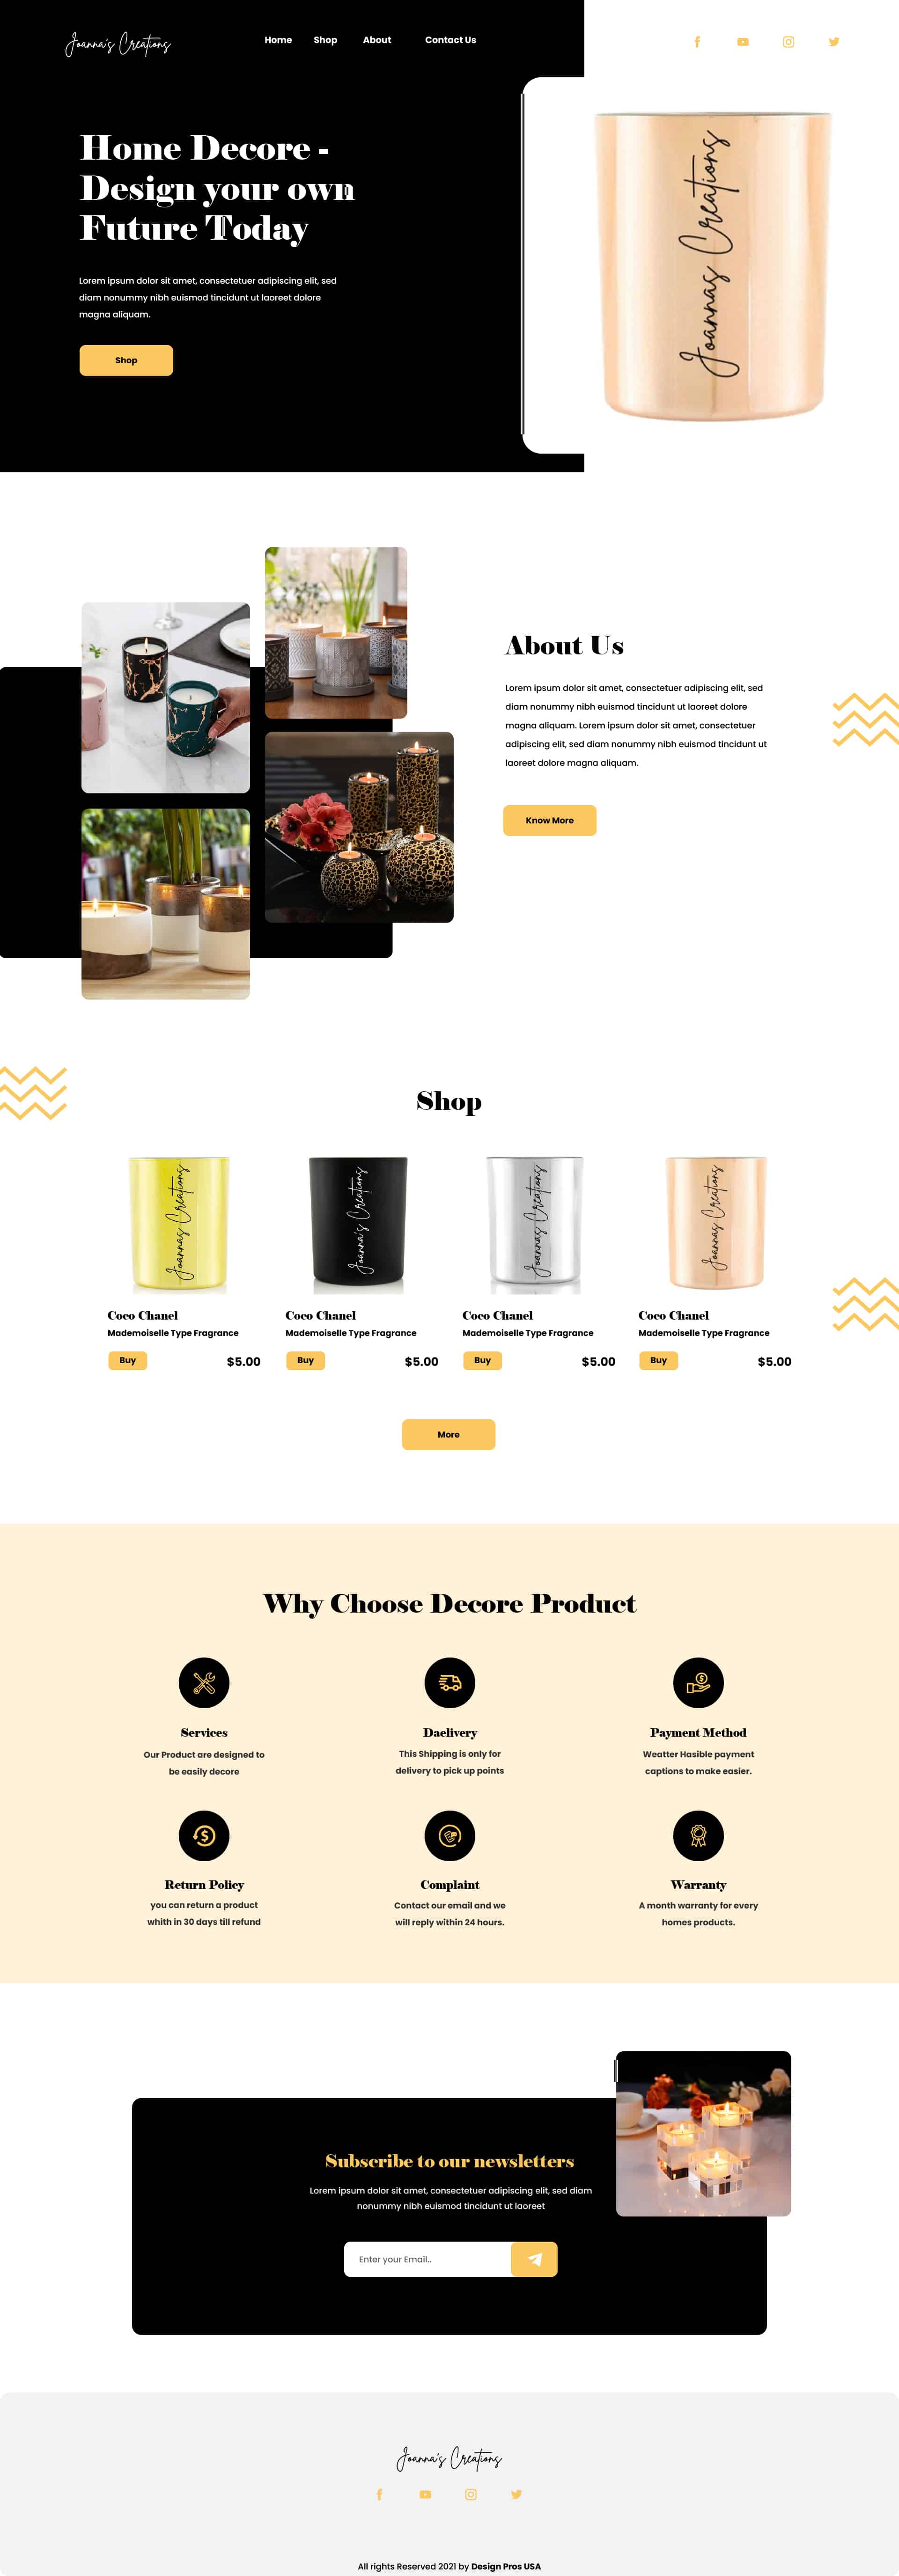 Joanna's Creations
Home Shop About Contact Us
Home Decore -
Design your own
Future Today
Lorem ipsum dolor sit amet, consectetuer adipiscing elit, sed
diam nonummy nibh euismod tincidunt ut laoreet dolore
magna aliquam.
Shop
Joannas Creations
About Us
Lorem ipsum dolor sit amet, consectetuer adipiscing elit, sed
diam nonummy nibh euismod tincidunt ut laoreet dolore
magna aliquam. Lorem ipsum dolor sit amet, consectetuer
adipiscing elit, sed diam nonummy nibh euismod tincidunt ut
laoreet dolore magna aliquam.
Know More
Shop
Joannas Creations
Joanna's Creations
Joannas Creations
Joannas Creations
Coco Chanel
Mademoiselle Type Fragrance
Buy $5.00
Coco Chanel
Mademoiselle Type Fragrance
Buy $5.00
Coco Chanel
Mademoiselle Type Fragrance
Buy $5.00
Coco Chanel
Mademoiselle Type Fragrance
Buy $5.00
More
Why Choose Decore Product
Services
Our Product are designed to
be easily decore
Daelivery
This Shipping is only for
delivery to pick up points
Payment Method
Weatter Hasible payment
captions to make easier.
Return Policy
you can return a product
whith in 30 days till refund
Complaint
Contact our email and we
will reply within 24 hours.
Warranty
A month warranty for every
homes products.
Subscribe to our newsletters
Lorem ipsum dolor sit amet, consectetuer adipiscing elit, sed diam
nonummy nibh euismod tincidunt ut laoreet
Enter your Email..
Joanna's Creations
All rights Reserved 2021 by Design Pros USA